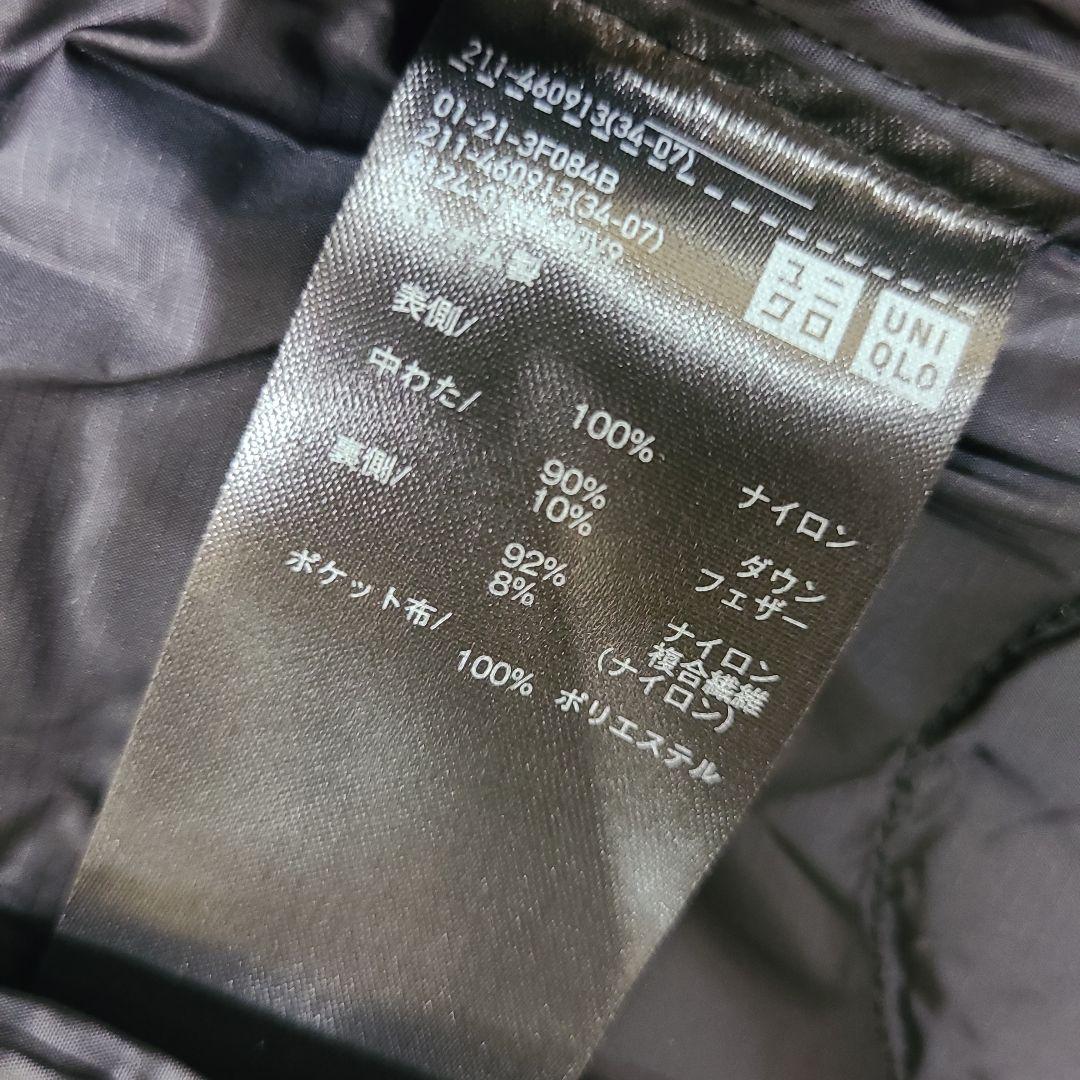 211-460913(34-07)
01-21-3F084B
211-460913(34-07)
ユニクロ
UNIQLO
表側/
100% ナイロン
中わた/
90% ダウン
10% フェザー
裏側/
92% ナイロン
8% 複合繊維
(ナイロン)
ポケット布/
100% ポリエステル